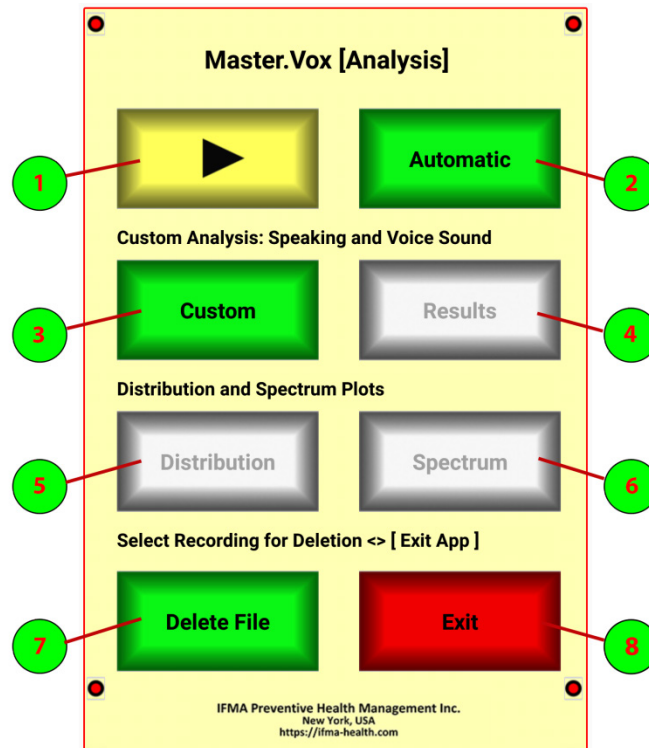 Master.Vox [Analysis]
1
Automatic
2
Custom Analysis: Speaking and Voice Sound
3
Custom
Results
4
Distribution and Spectrum Plots
5
Distribution
Spectrum
6
Select Recording for Deletion <> [ Exit App ]
7
Delete File
Exit
8
IFMA Preventive Health Management Inc.
New York, USA
https://ifma-health.com